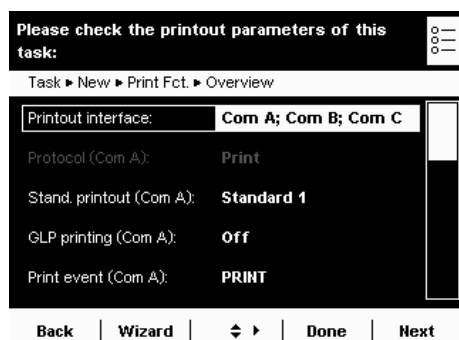 Please check the printout parameters of this
task:
Task ▸ New ▸ Print Fct. ▸ Overview
Printout interface: Com A; Com B; Com C
Protocol (Com A): Print
Stand. printout (Com A): Standard 1
GLP printing (Com A): Off
Print event (Com A): PRINT
Back Wizard Done Next